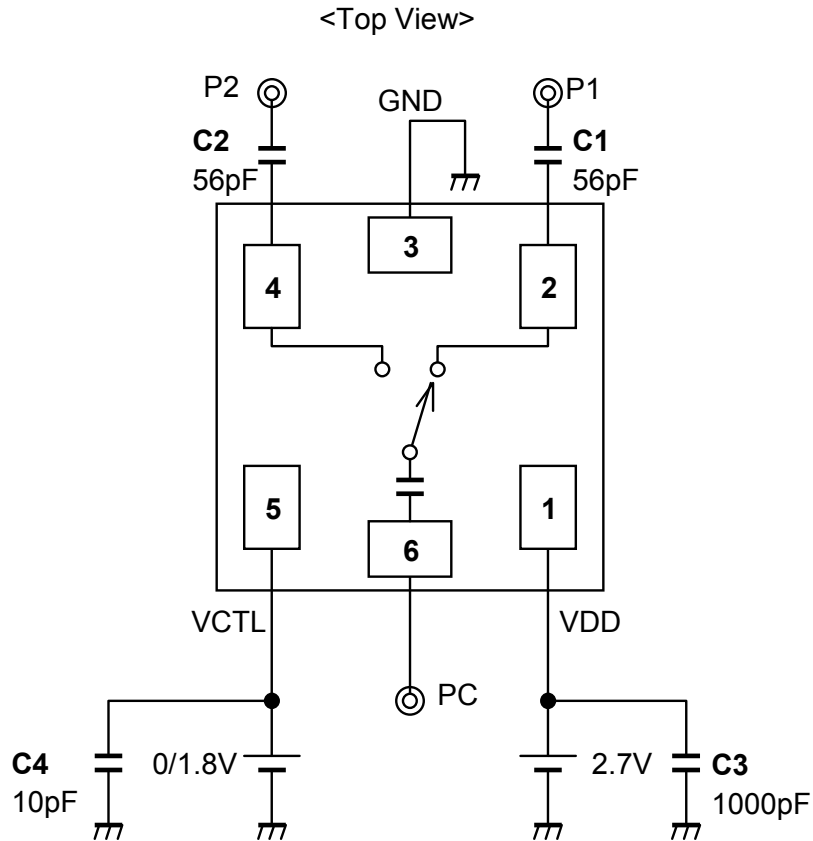 <Top View>
P2
GND
P1
C2
56pF
C1
56pF
3
4
2
5
1
6
VCTL
VDD
PC
C4
10pF
0/1.8V
2.7V
C3
1000pF